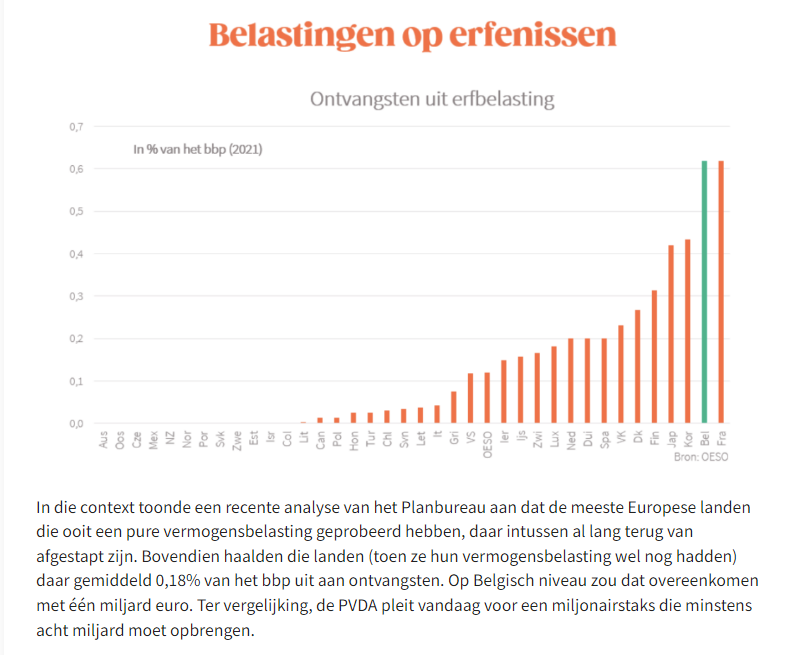 Belastingen op erfenissen
Ontvangsten uit erfbelasting
0,7
In % van het bbp (2021)
0,6
0,5
0,4
0,3
0,2
0,1
0,0
Aus Oos Cze Mex NZ Nor Por Svk Zwe Est Isr Col Lit Can Pol Hon Tur Chl Svn Let It Gri VS OESO Ier Ijs Zwi Lux Ned Dui Spa VK Dk Fin Jap Kor Bel Fra
Bron: OESO
In die context toonde een recente analyse van het Planbureau aan dat de meeste Europese landen
die ooit een pure vermogensbelasting geprobeerd hebben, daar intussen al lang terug van
afgestapt zijn. Bovendien haalden die landen (toen ze hun vermogensbelasting wel nog hadden)
daar gemiddeld 0,18% van het bbp uit aan ontvangsten. Op Belgisch niveau zou dat overeenkomen
met één miljard euro. Ter vergelijking, de PVDA pleit vandaag voor een miljonairstaks die minstens
acht miljard moet opbrengen.